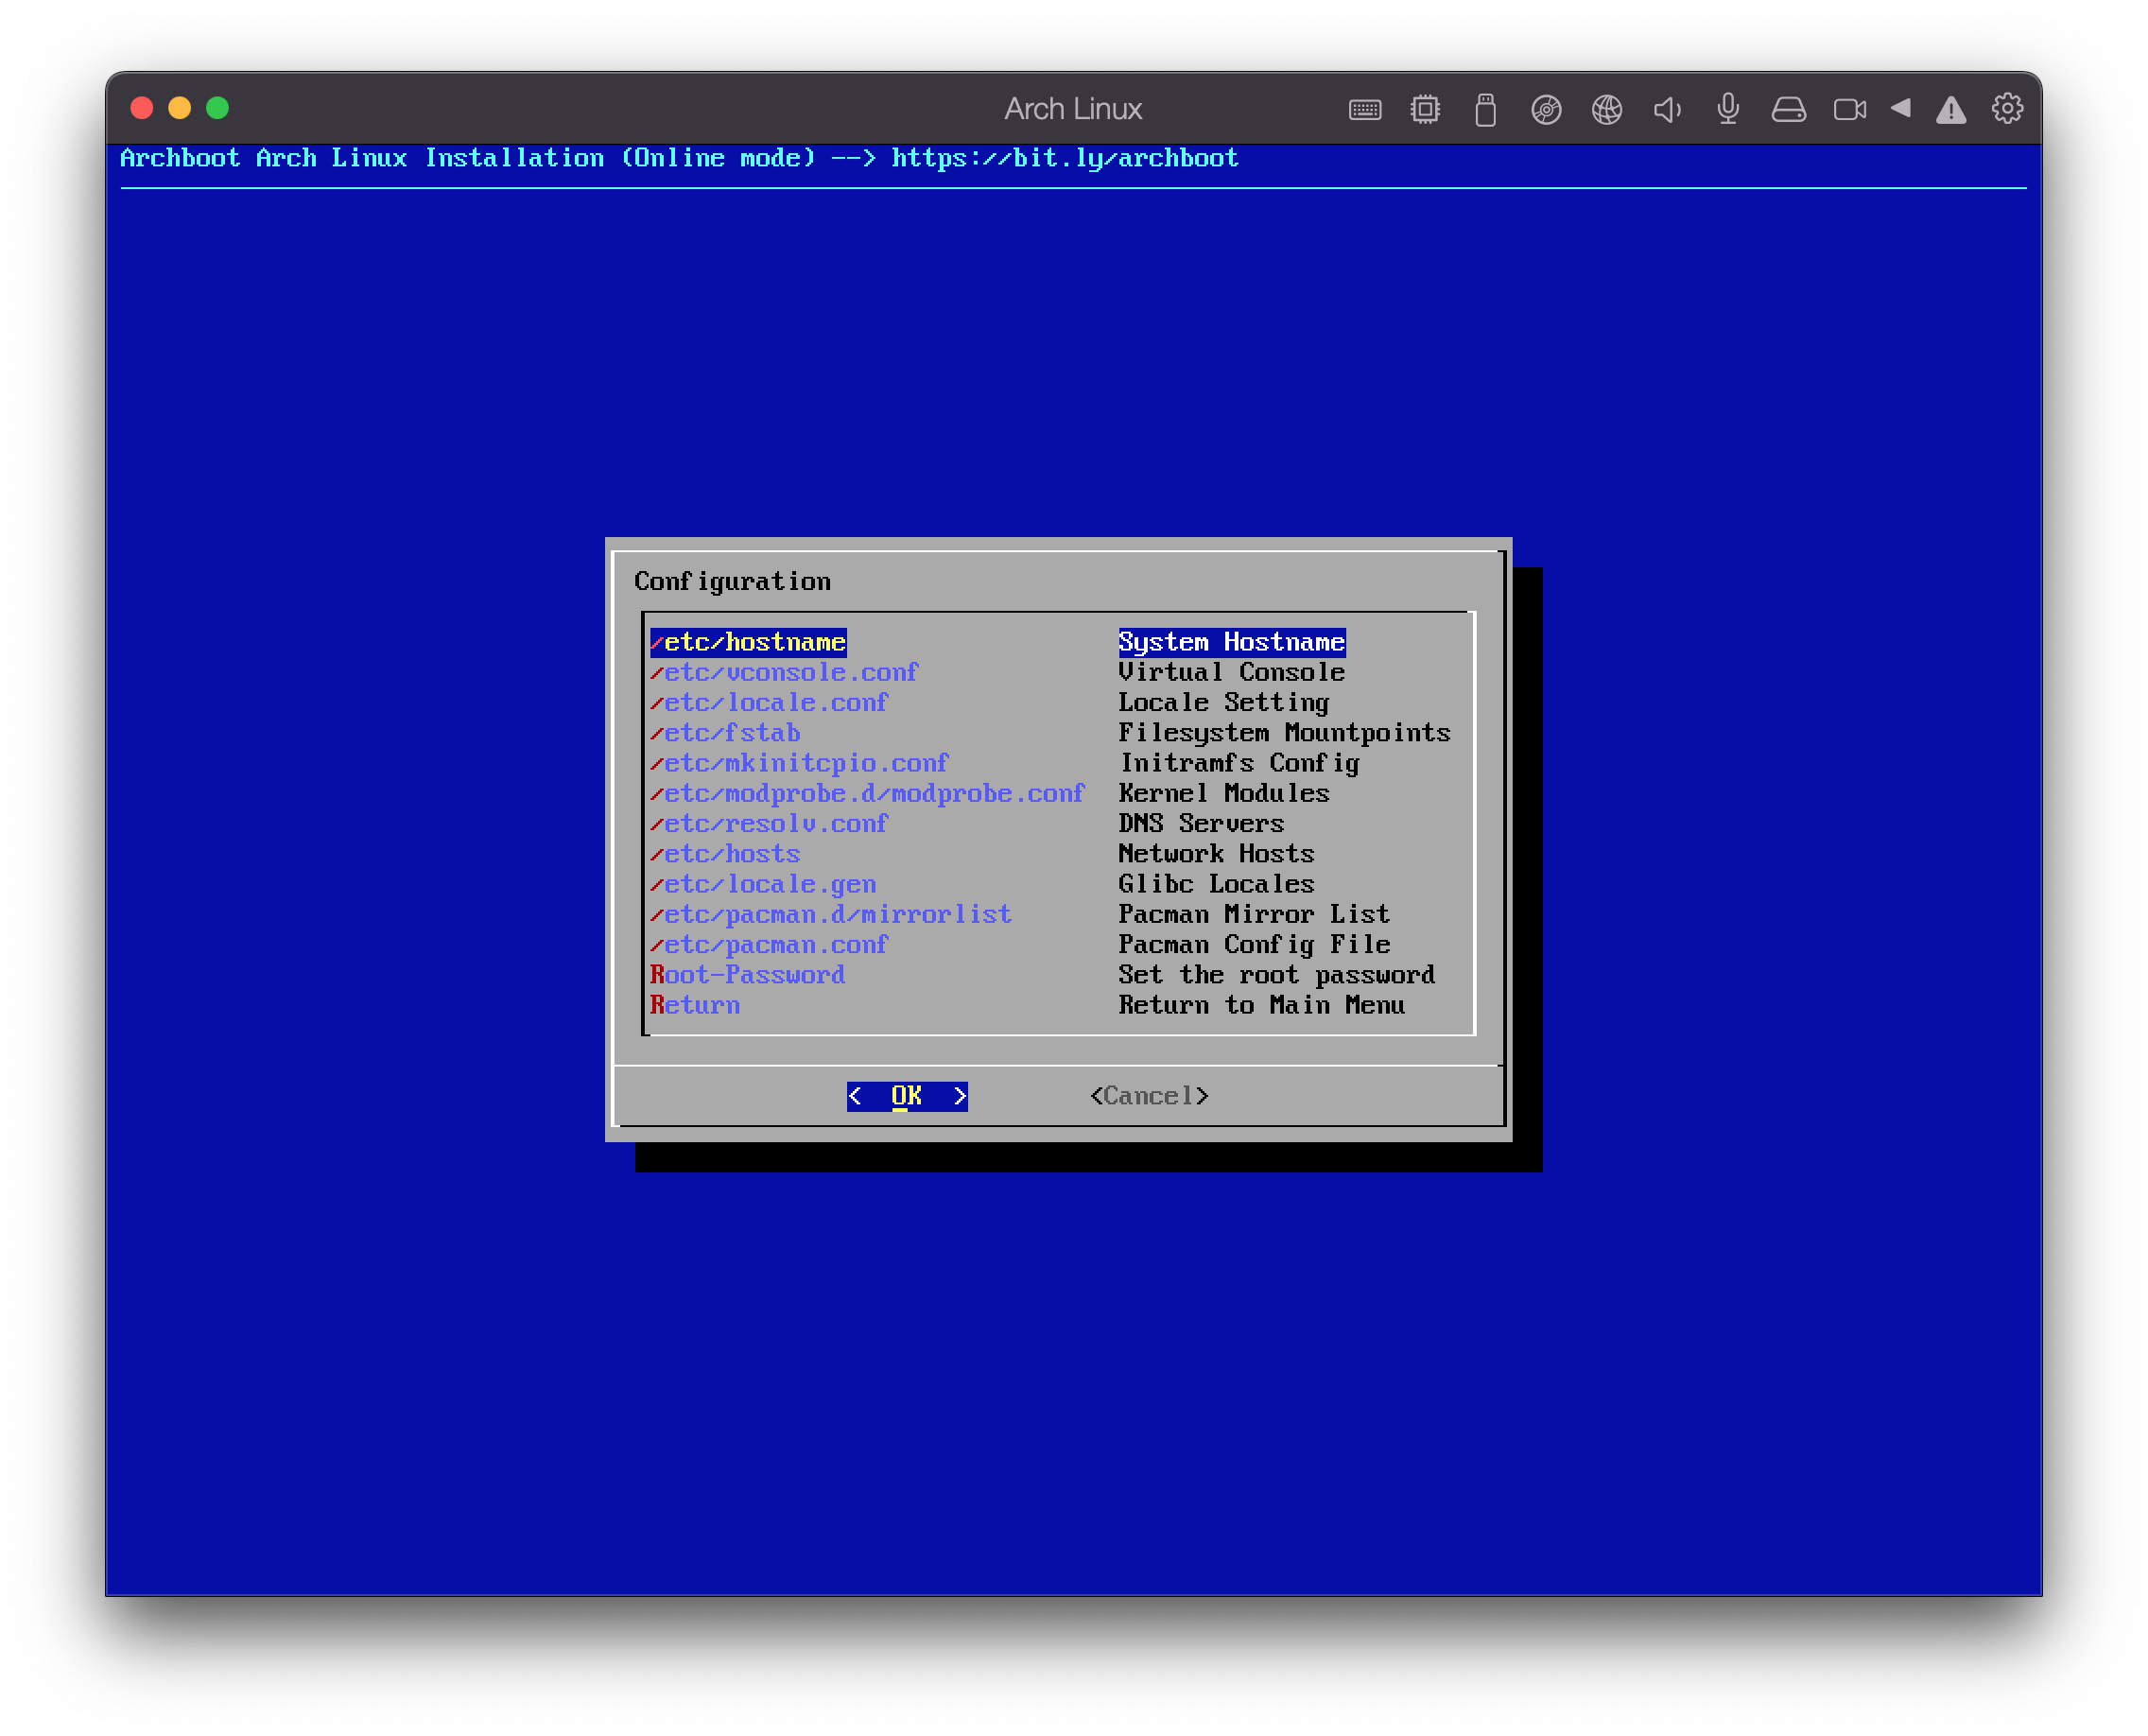 Arch Linux
Archboot Arch Linux Installation (Online mode) --> https://bit.ly/archboot
Configuration
/etc/hostname System Hostname
/etc/vconsole.conf Virtual Console
/etc/locale.conf Locale Setting
/etc/fstab Filesystem Mountpoints
/etc/mkinitcpio.conf Initramfs Config
/etc/modprobe.d/modprobe.conf Kernel Modules
/etc/resolv.conf DNS Servers
/etc/hosts Network Hosts
/etc/locale.gen Glibc Locales
/etc/pacman.d/mirrorlist Pacman Mirror List
/etc/pacman.conf Pacman Config File
Root-Password Set the root password
Return Return to Main Menu
< OK > <Cancel>